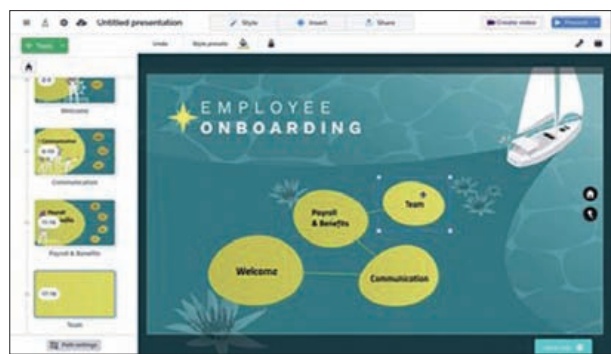 Untitled presentation
Style
Insert
Share
Create video
Present
Topic
Undo
Style presets
Welcome
Communication
Payroll & Benefits
Team
Path settings
EMPLOYEE
ONBOARDING
Team
Payroll
& Benefits
Welcome
Communication